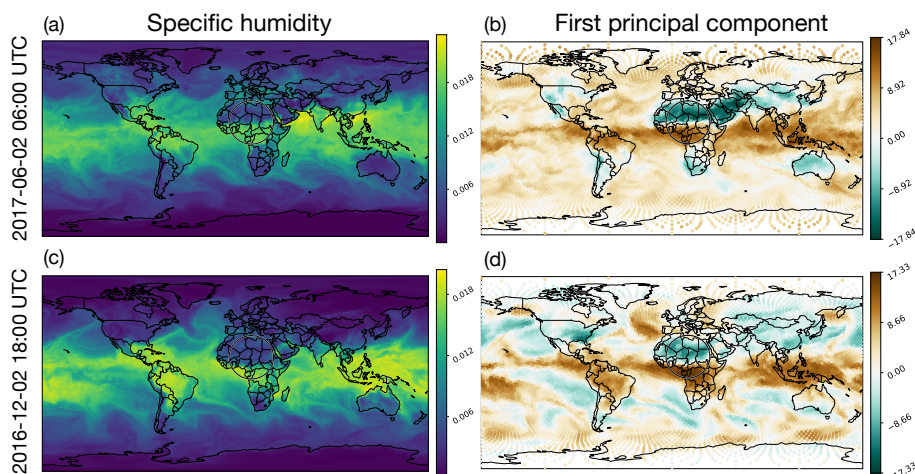 Specific humidity
First principal component
(a)
(b)
2017-06-02 06:00 UTC
0.018
0.012
0.006
17.84
8.92
0.00
−8.92
−17.84
(c)
(d)
2016-12-02 18:00 UTC
0.018
0.012
0.006
17.33
8.66
0.00
−8.66
−17.33